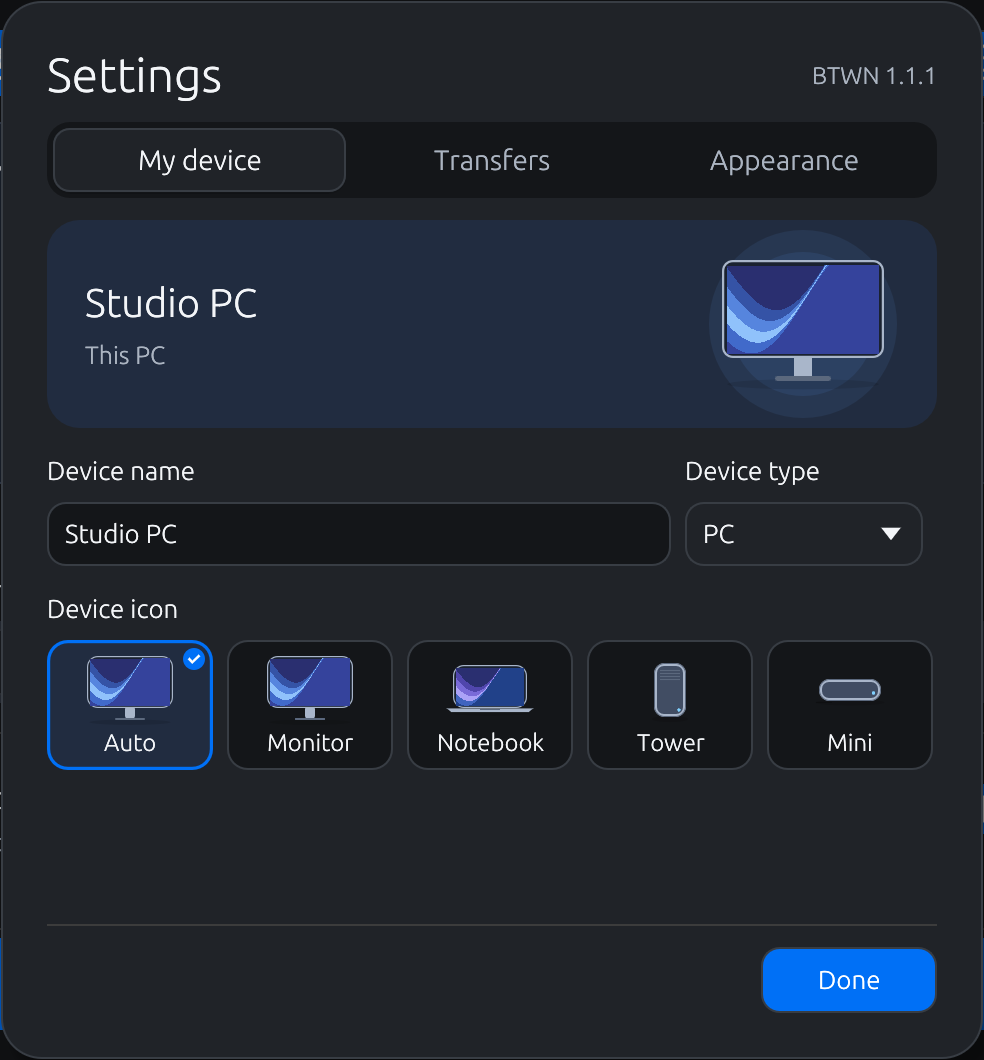 Settings
BTWN 1.1.1
My device
Transfers
Appearance
Studio PC
This PC
Device name
Device type
Studio PC
PC
Device icon
Auto
Monitor
Notebook
Tower
Mini
Done